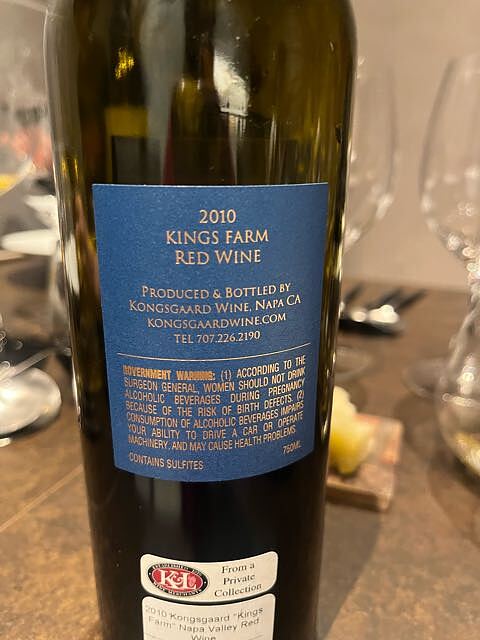 2010
KINGS FARM
RED WINE
PRODUCED & BOTTLED BY
KONGSGAARD WINE, NAPA CA
KONGSGAARDWINE.COM
TEL 707.226.2190
GOVERNMENT WARNING: (1) ACCORDING TO THE
SURGEON GENERAL, WOMEN SHOULD NOT DRINK
ALCOHOLIC BEVERAGES DURING PREGNANCY
BECAUSE OF THE RISK OF BIRTH DEFECTS. (2)
CONSUMPTION OF ALCOHOLIC BEVERAGES IMPAIRS
YOUR ABILITY TO DRIVE A CAR OR OPERATE
MACHINERY, AND MAY CAUSE HEALTH PROBLEMS
750ML
CONTAINS SULFITES
K&L
WINE MERCHANTS
From a
Private
Collection
2010 Kongsgaard "Kings
Farm" Napa Valley Red
Wine